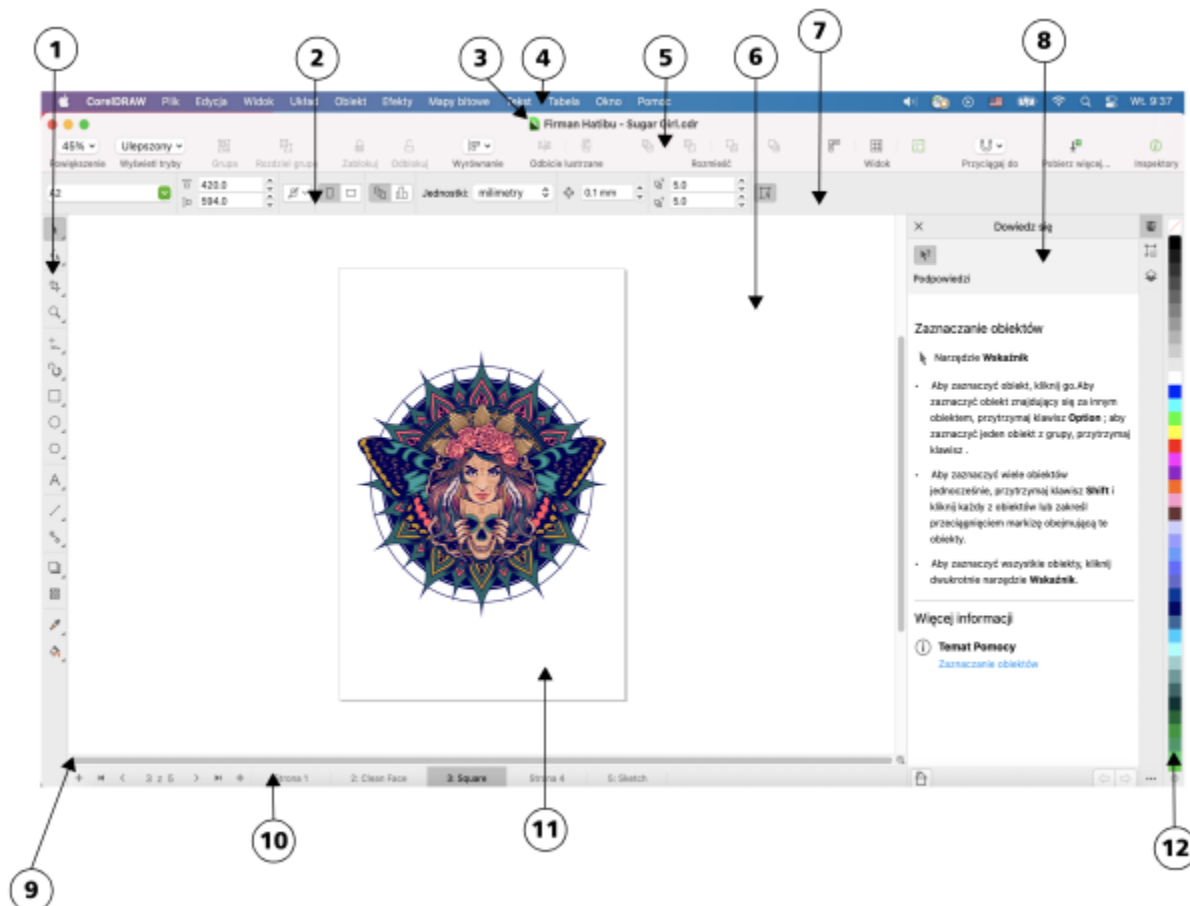 1
2
3
4
5
6
7
8
CorelDRAW Plik Edycja Widok Układ Obiekt Efekty Mapy bitowe Tekst Tabela Okno Pomoc Wt. 9:37
Firman Hatibu - Sugar Girl.cdr
45% Ulepszony
Powiększenie Wyświetl tryby Grupa Rozdziel grupę Zablokuj Odblokuj Wyrównanie Odbicie lustrzane Rozmieść Widok Przyciągaj do Pobierz więcej... Inspektory
A2 420.0 594.0 Jednostki: milimetry 0.1 mm 5.0 5.0
Dowiedz się
Podpowiedzi
Zaznaczanie obiektów
Narzędzie Wskaźnik
• Aby zaznaczyć obiekt, kliknij go.Aby
zaznaczyć obiekt znajdujący się za innym
obiektem, przytrzymaj klawisz Option ; aby
zaznaczyć jeden obiekt z grupy, przytrzymaj
klawisz .
• Aby zaznaczyć wiele obiektów
jednocześnie, przytrzymaj klawisz Shift i
kliknij każdy z obiektów lub zakreśl
przeciągnięciem markizę obejmującą te
obiekty.
• Aby zaznaczyć wszystkie obiekty, kliknij
dwukrotnie narzędzie Wskaźnik.
Więcej informacji
Temat Pomocy
Zaznaczanie obiektów
3 z 5 Strona 1 2: Clean Face 3: Square Strona 4 5: Sketch
9
10
11
12